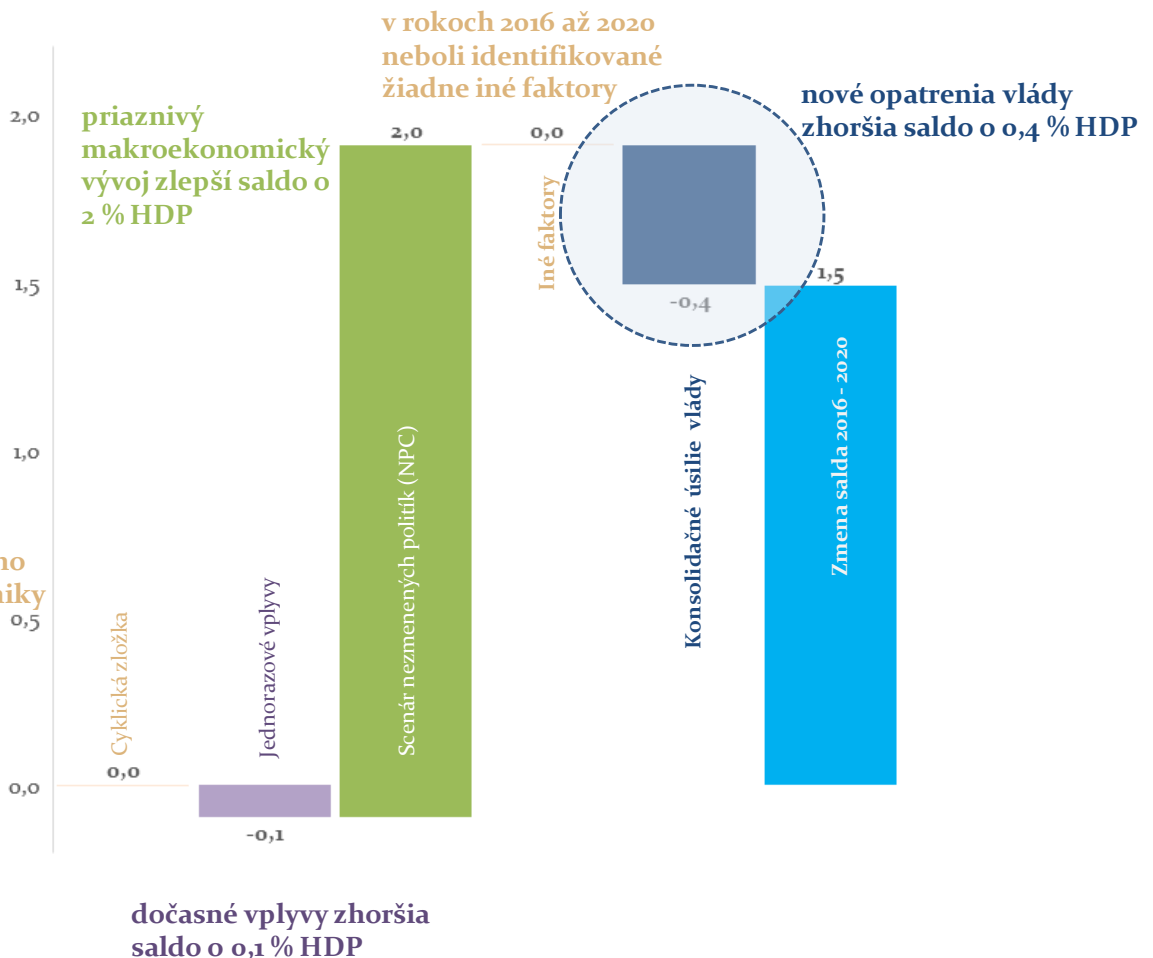 v rokoch 2016 až 2020
neboli identifikované
žiadne iné faktory
nové opatrenia vlády
zhoršia saldo o 0,4 % HDP
priaznivý
makroekonomický
vývoj zlepší saldo o
2 % HDP
2,0
1,5
1,0
0,5
0,0
2,0
0,0
-0,4
1,5
0,0
-0,1
Cyklická zložka
Jednorazové vplyvy
Scenár nezmenených politík (NPC)
Iné faktory
Konsolidačné úsilie vlády
Zmena salda 2016 - 2020
dočasné vplyvy zhoršia
saldo o 0,1 % HDP